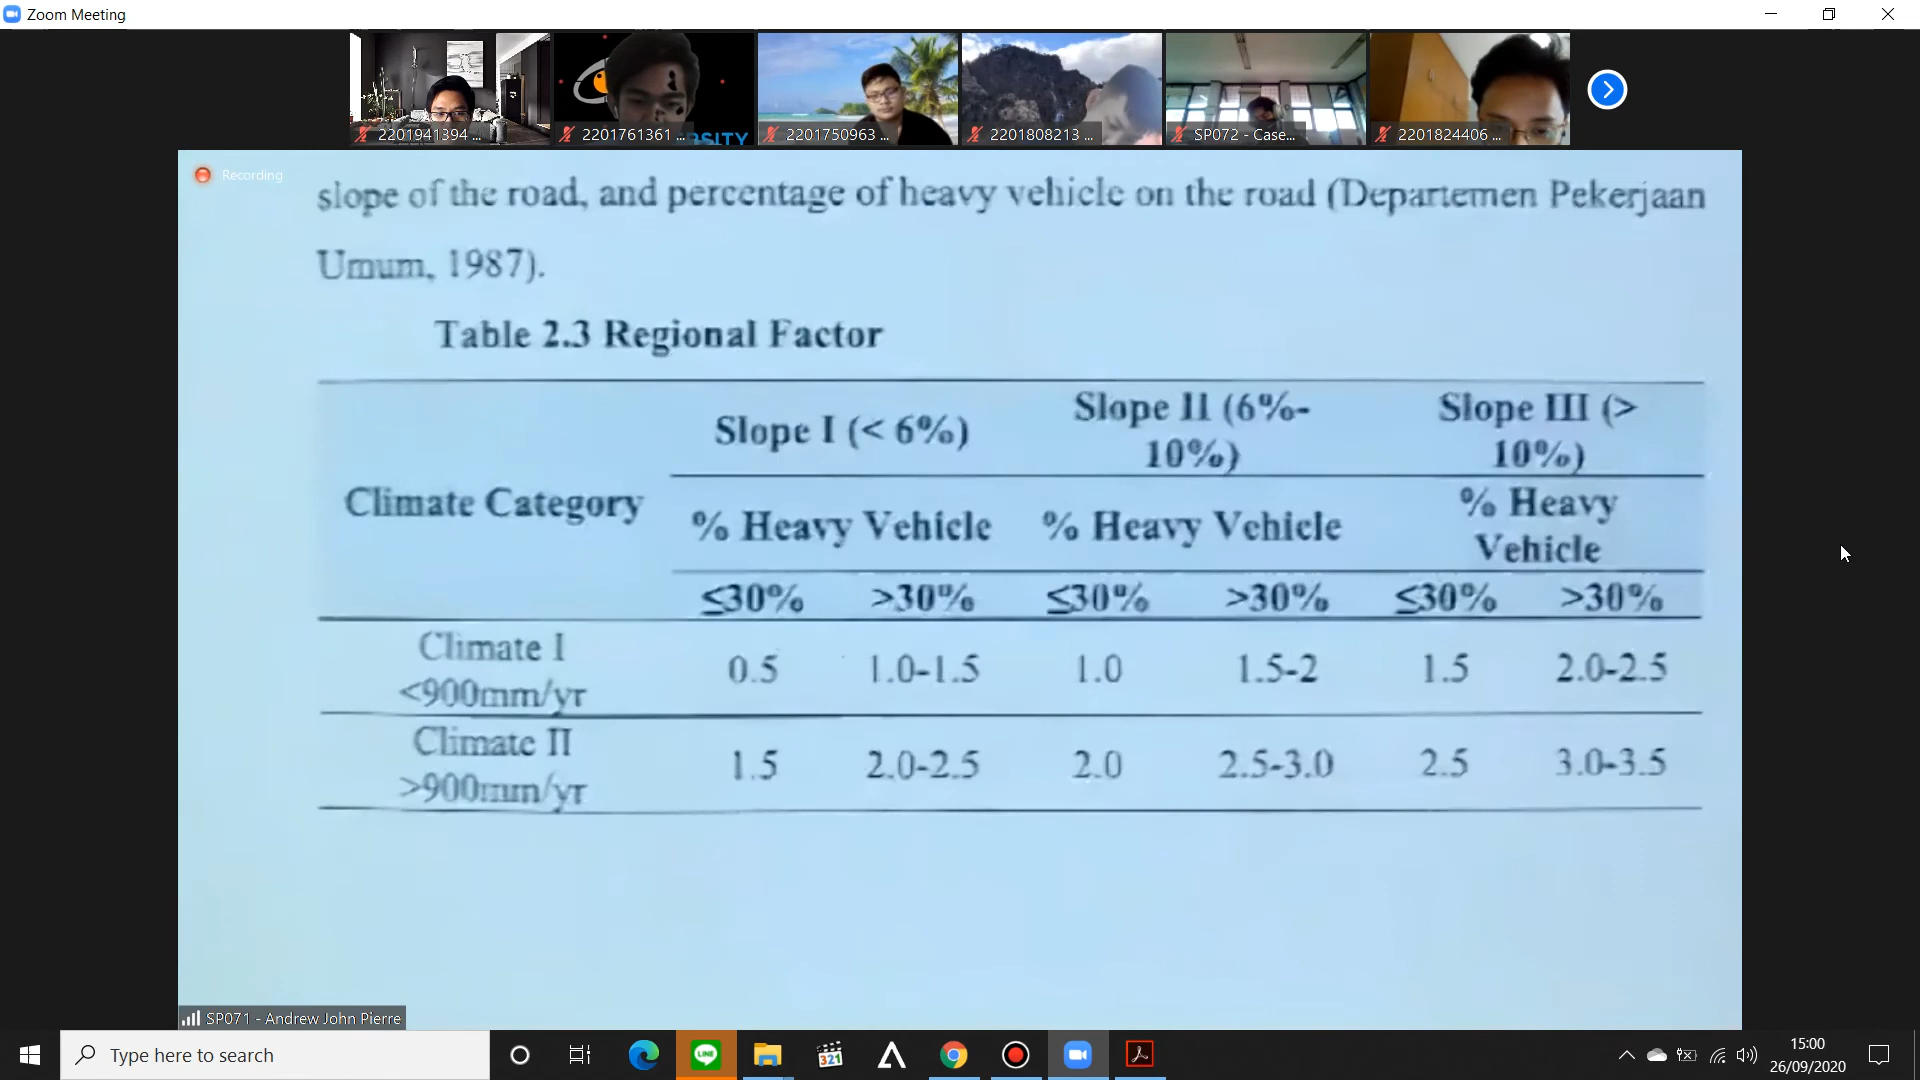 Zoom Meeting
2201941394 ...
2201761361 ...
RSITY
2201750963 ...
2201808213 ...
SP072 - Case...
2201824406 ...
Recording
slope of the road, and percentage of heavy vehicle on the road (Departemen Pekerjaan
Umum, 1987).
Table 2.3 Regional Factor
Climate Category
Slope I (< 6%)
Slope II (6%-
10%)
Slope III (>
10%)
% Heavy Vehicle
% Heavy Vehicle
% Heavy
Vehicle
≤30% >30% ≤30% >30% ≤30% >30%
Climate I
<900mm/yr
0.5 1.0-1.5 1.0 1.5-2 1.5 2.0-2.5
Climate II
>900mm/yr
1.5 2.0-2.5 2.0 2.5-3.0 2.5 3.0-3.5
SP071 - Andrew John Pierre
Type here to search
LINE
321
15:00
26/09/2020